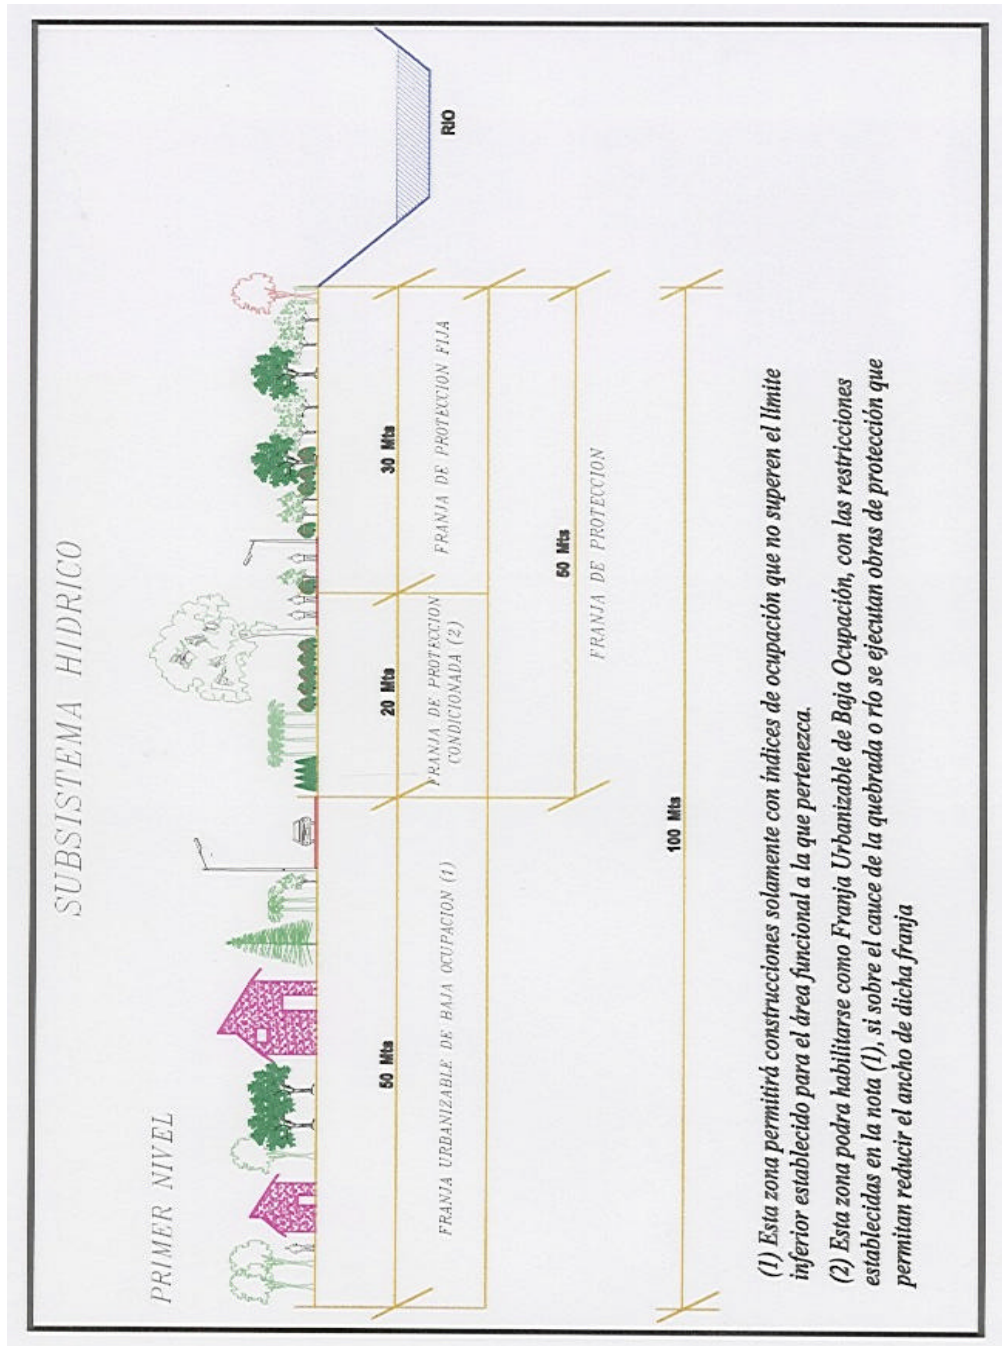 SUBSISTEMA HIDRICO
PRIMER NIVEL
RIO
50 Mts
20 Mts
30 Mts
FRANJA URBANIZABLE DE BAJA OCUPACION (1)
FRANJA DE PROTECCION
CONDICIONADA (2)
FRANJA DE PROTECCION FIJA
50 Mts
FRANJA DE PROTECCION
100 Mts
(1) Esta zona permitirá construcciones solamente con indices de ocupación que no superen el límite
inferior establecido para el área funcional a la que pertenezca.
(2) Esta zona podra habilitarse como Franja Urbanizable de Baja Ocupación, con las restricciones
establecidas en la nota (1), si sobre el cauce de la quebrada o río se ejecutan obras de protección que
permitan reducir el ancho de dicha franja